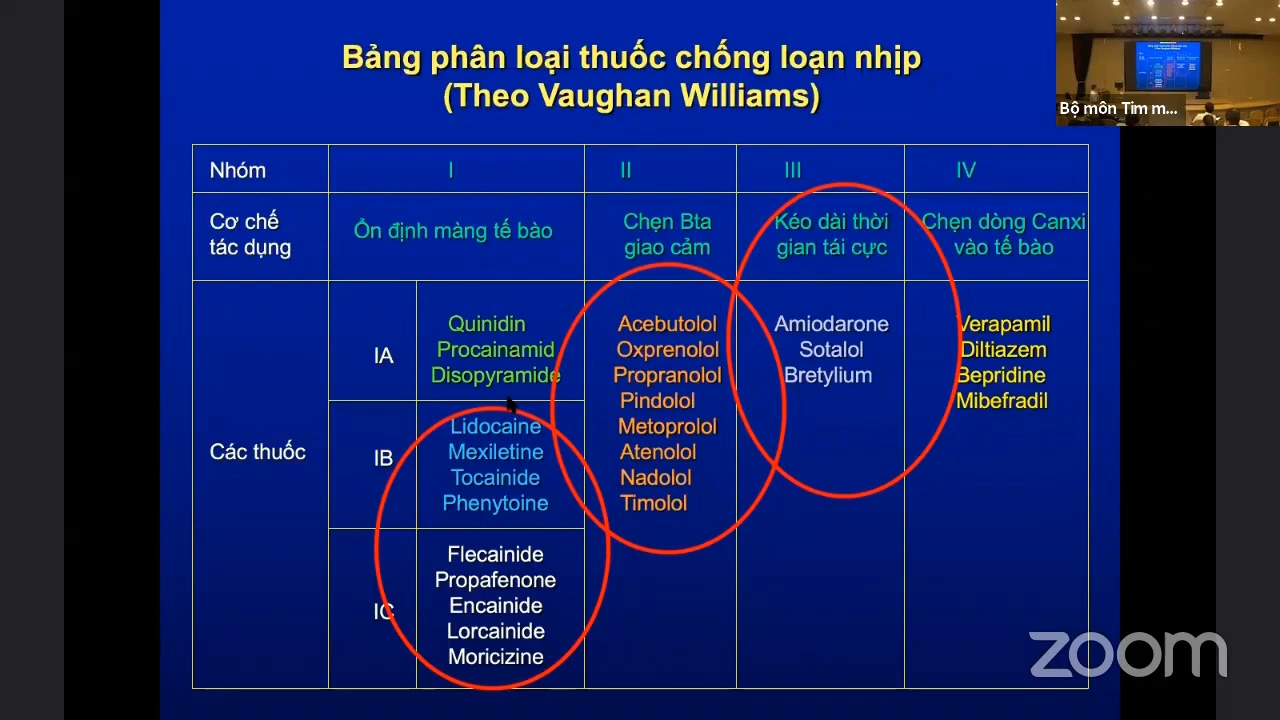 Bảng phân loại thuốc chống loạn nhịp
(Theo Vaughan Williams)
Bộ môn Tim m...
Nhóm
I
II
III
IV
Cơ chế
tác dụng
Ổn định màng tế bào
Chẹn Bta
giao cảm
Kéo dài thời
gian tái cực
Chẹn dòng Canxi
vào tế bào
Các thuốc
IA
Quinidin
Procainamid
Disopyramide
IB
Lidocaine
Mexiletine
Tocainide
Phenytoine
IC
Flecainide
Propafenone
Encainide
Lorcainide
Moricizine
Acebutolol
Oxprenolol
Propranolol
Pindolol
Metoprolol
Atenolol
Nadolol
Timolol
Amiodarone
Sotalol
Bretylium
Verapamil
Diltiazem
Bepridine
Mibefradil
zoom